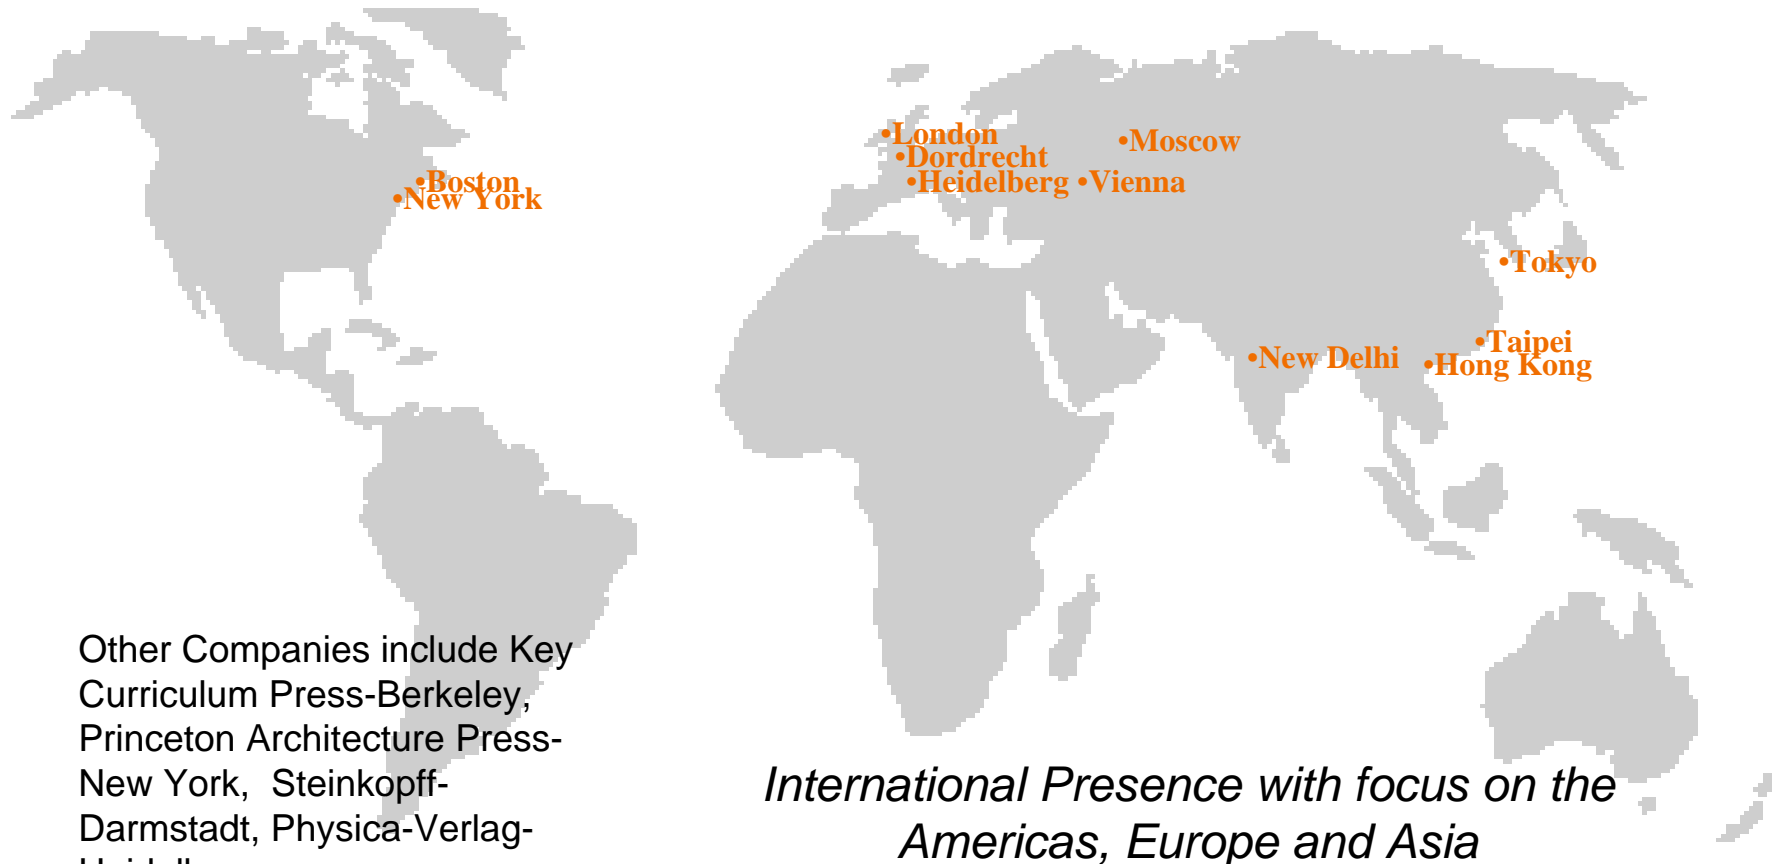 •London
•Moscow
•Dordrecht
•Boston
•Heidelberg •Vienna
•New York
•Tokyo
•Taipei
•New Delhi
•Hong Kong
Other Companies include Key
Curriculum Press-Berkeley,
Princeton Architecture Press-
New York, Steinkopff-
Darmstadt, Physica-Verlag-
International Presence with focus on the
Americas, Europe and Asia